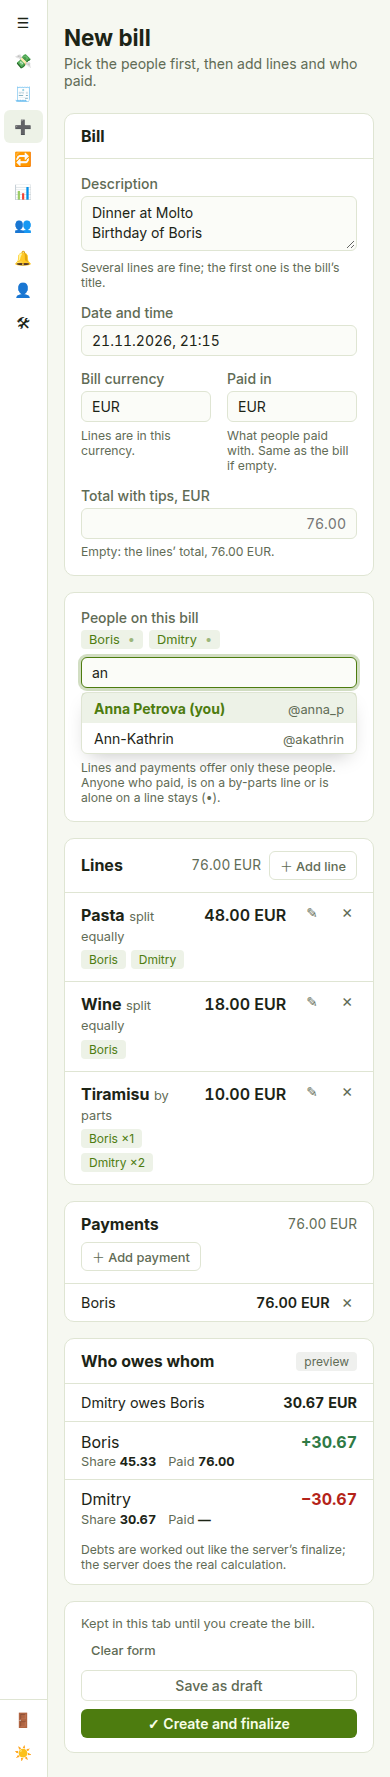 New bill
Pick the people first, then add lines and who
paid.
Bill
Description
Dinner at Molto
Birthday of Boris
Several lines are fine; the first one is the bill’s
title.
Date and time
21.11.2026, 21:15
Bill currency
Paid in
EUR
EUR
Lines are in this
currency.
What people paid
with. Same as the bill
if empty.
Total with tips, EUR
76.00
Empty: the lines’ total, 76.00 EUR.
People on this bill
Boris •
Dmitry •
an
Anna Petrova (you) @anna_p
Ann-Kathrin @akathrin
Lines and payments offer only these people.
Anyone who paid, is on a by-parts line or is
alone on a line stays (•).
Lines 76.00 EUR + Add line
Pasta split equally 48.00 EUR ✎ ×
Boris Dmitry
Wine split equally 18.00 EUR ✎ ×
Boris
Tiramisu by parts 10.00 EUR ✎ ×
Boris ×1
Dmitry ×2
Payments 76.00 EUR
+ Add payment
Boris 76.00 EUR ×
Who owes whom preview
Dmitry owes Boris 30.67 EUR
Boris +30.67
Share 45.33 Paid 76.00
Dmitry −30.67
Share 30.67 Paid —
Debts are worked out like the server’s finalize;
the server does the real calculation.
Kept in this tab until you create the bill.
Clear form
Save as draft
✓ Create and finalize